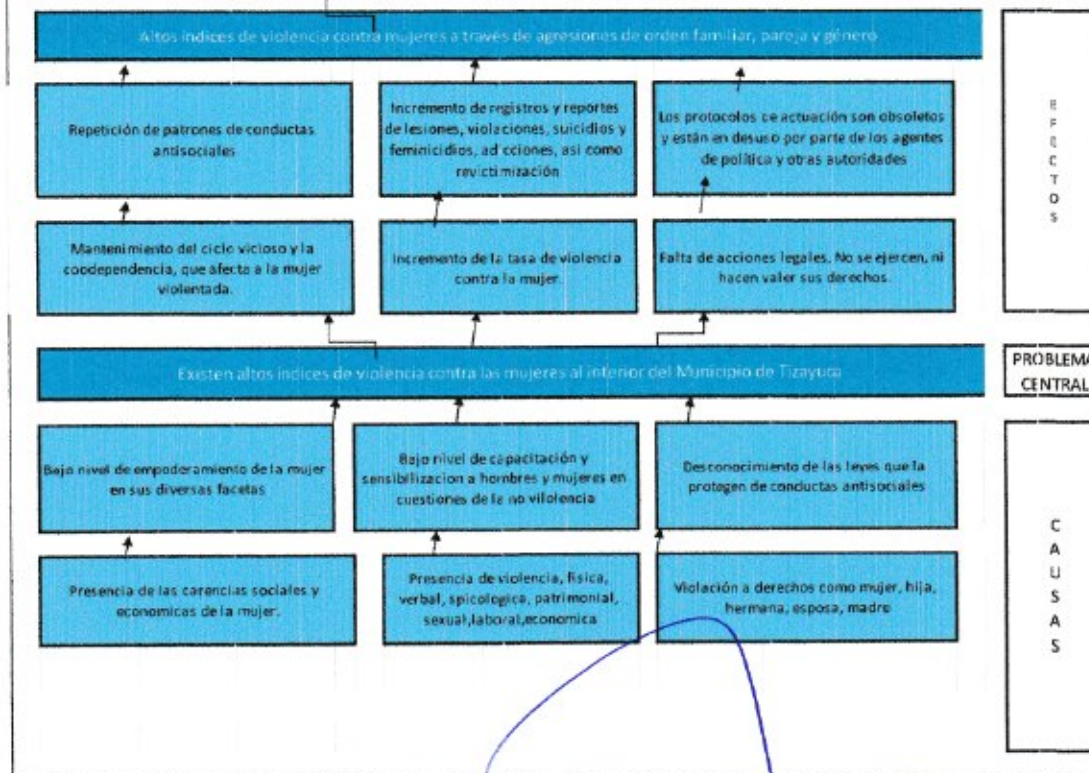 Altos índices de violencia contra mujeres a través de agresiones de orden familiar, pareja y género
Repetición de patrones de conductas
antisociales
Incremento de registros y reportes
de lesiones, violaciones, suicidios y
feminicidios, adicciones, asi como
revictimización
Los protocolos de actuación son obsoletos
y están en desuso por parte de los agentes
de política y otras autoridades
Mantenimiento del ciclo vicioso y la
coodependencia, que afecta a la mujer
violentada.
Incremento de la tasa de violencia
contra la mujer.
Falta de acciones legales. No se ejercen, ni
hacen valer sus derechos.
E
F
E
C
T
O
S
Existen altos índices de violencia contra las mujeres al interior del Municipio de Tizayuca
PROBLEMA
CENTRAL
Bajo nivel de empoderamiento de la mujer
en sus diversas facetas
Bajo nivel de capacitación y
sensibilizacion a hombres y mujeres en
cuestiones de la no vilolencia
Desconocimiento de las leyes que la
protegen de conductas antisociales
Presencia de las carencias sociales y
economicas de la mujer.
Presencia de violencia, fisica,
verbal, spicologica, patrimonial,
sexual,laboral,economica
Violación a derechos como mujer, hija,
hermana, esposa, madre
C
A
U
S
A
S